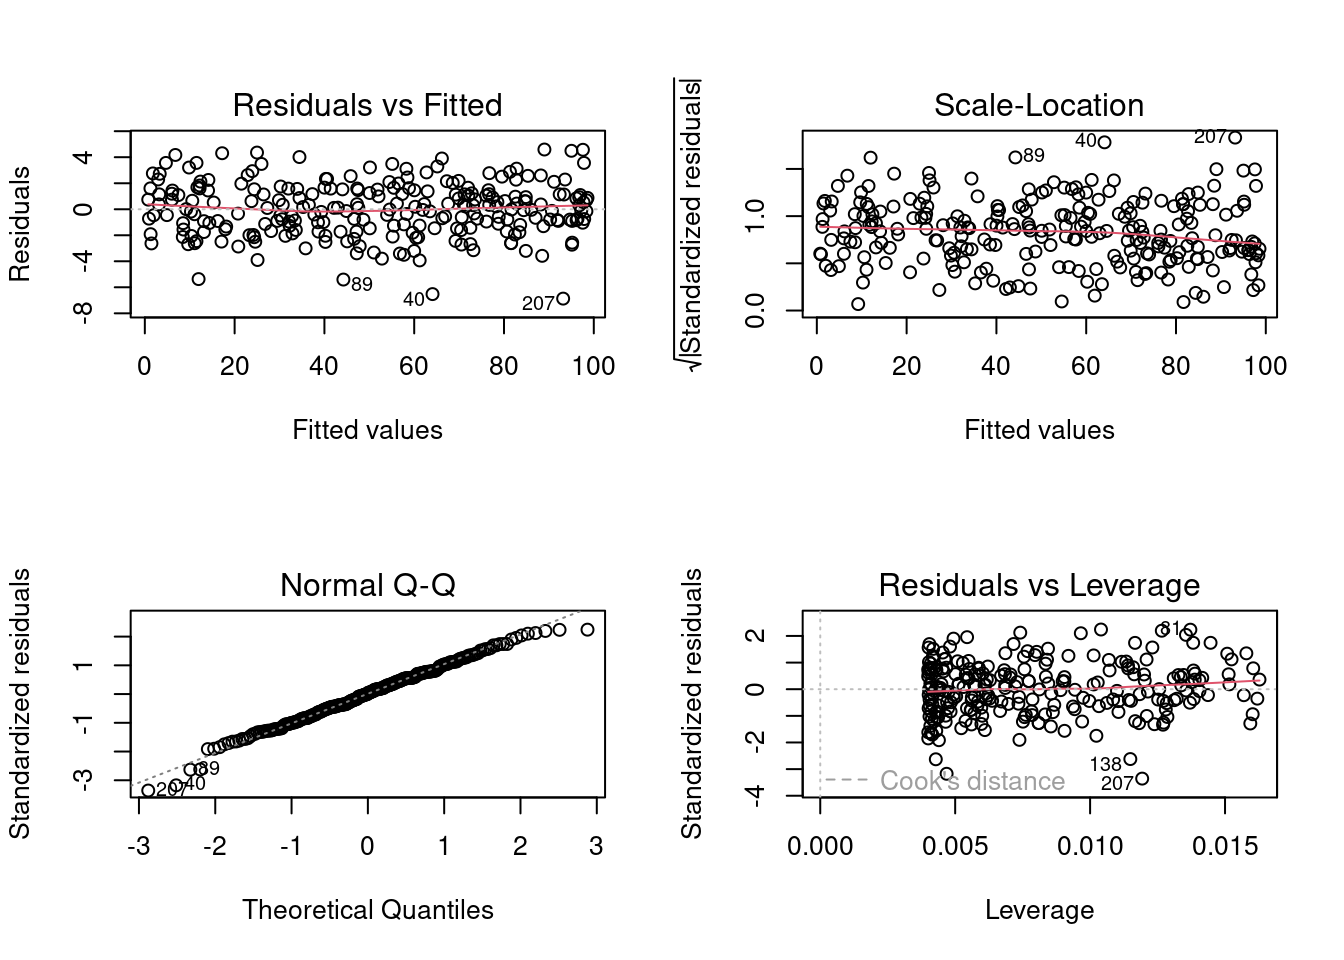 Residuals vs Fitted
Residuals
4
0
-4
-8
89
40
207
0 20 40 60 80 100
Fitted values
Scale-Location
√|Standardized residuals|
1.0
0.0
89
40
207
0 20 40 60 80 100
Fitted values
Normal Q-Q
Standardized residuals
1
-1
-3
89
40
207
-3 -2 -1 0 1 2 3
Theoretical Quantiles
Residuals vs Leverage
Standardized residuals
2
0
-2
-4
81
138
207
Cook's distance
0.000 0.005 0.010 0.015
Leverage